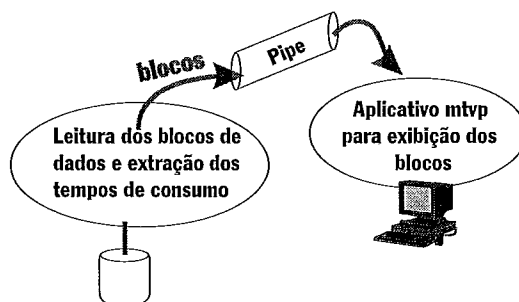 blocos
Pipe
Leitura dos blocos de
dados e extração dos
tempos de consumo
Aplicativo mtvp
para exibição dos
blocos